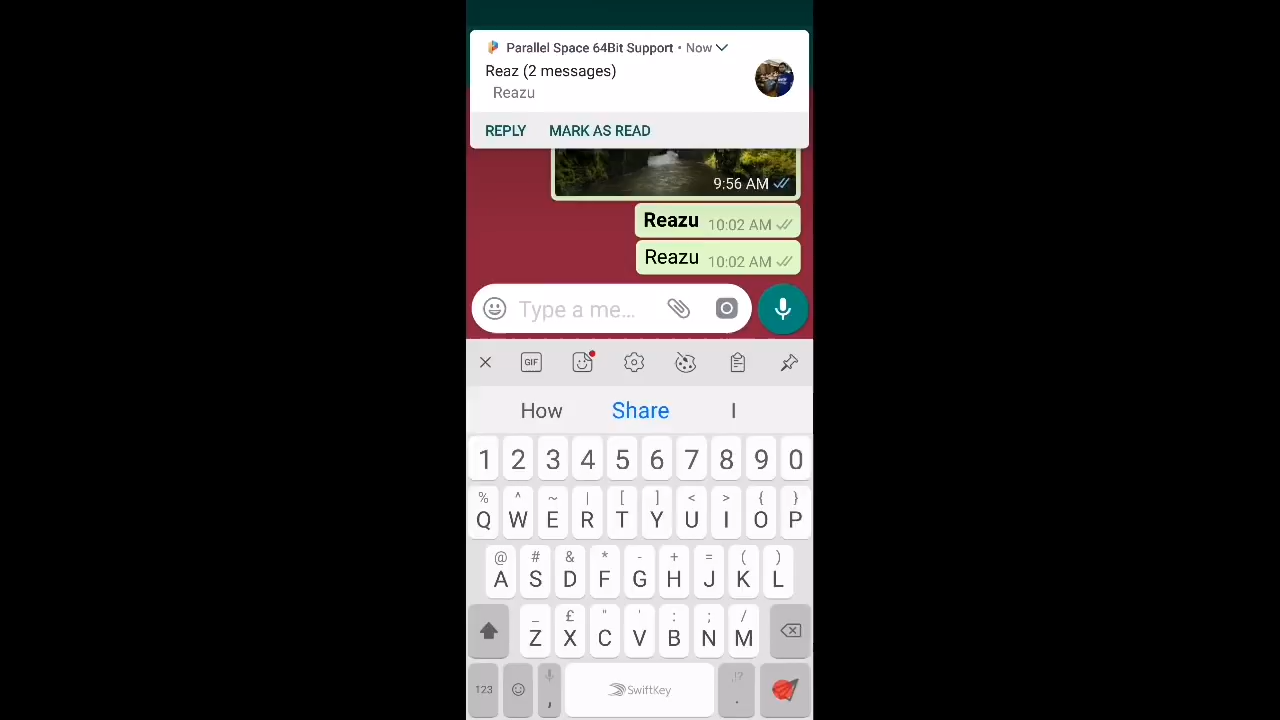 Parallel Space 64Bit Support • Now
Reaz (2 messages)
Reazu
REPLY MARK AS READ
9:56 AM
Reazu 10:02 AM
Reazu 10:02 AM
Type a me...
GIF
How Share I
1 2 3 4 5 6 7 8 9 0
% ^ ~ | [ ] < > { }
Q W E R T Y U I O P
@ # & * - + = ( )
A S D F G H J K L
_ £ " ' : ; /
Z X C V B N M
,!?
123 , SwiftKey .